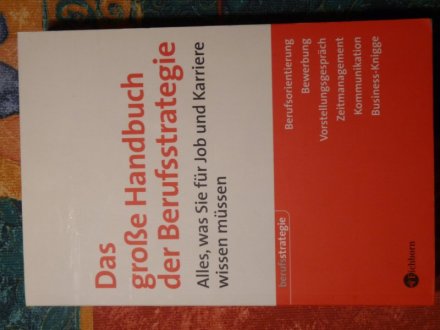 Das
große Handbuch
der Berufsstrategie
Alles, was Sie für Job und Karriere
wissen müssen
berufsstrategie
Berufsorientierung
Bewerbung
Vorstellungsgespräch
Zeitmanagement
Kommunikation
Business-Knigge
Eichborn